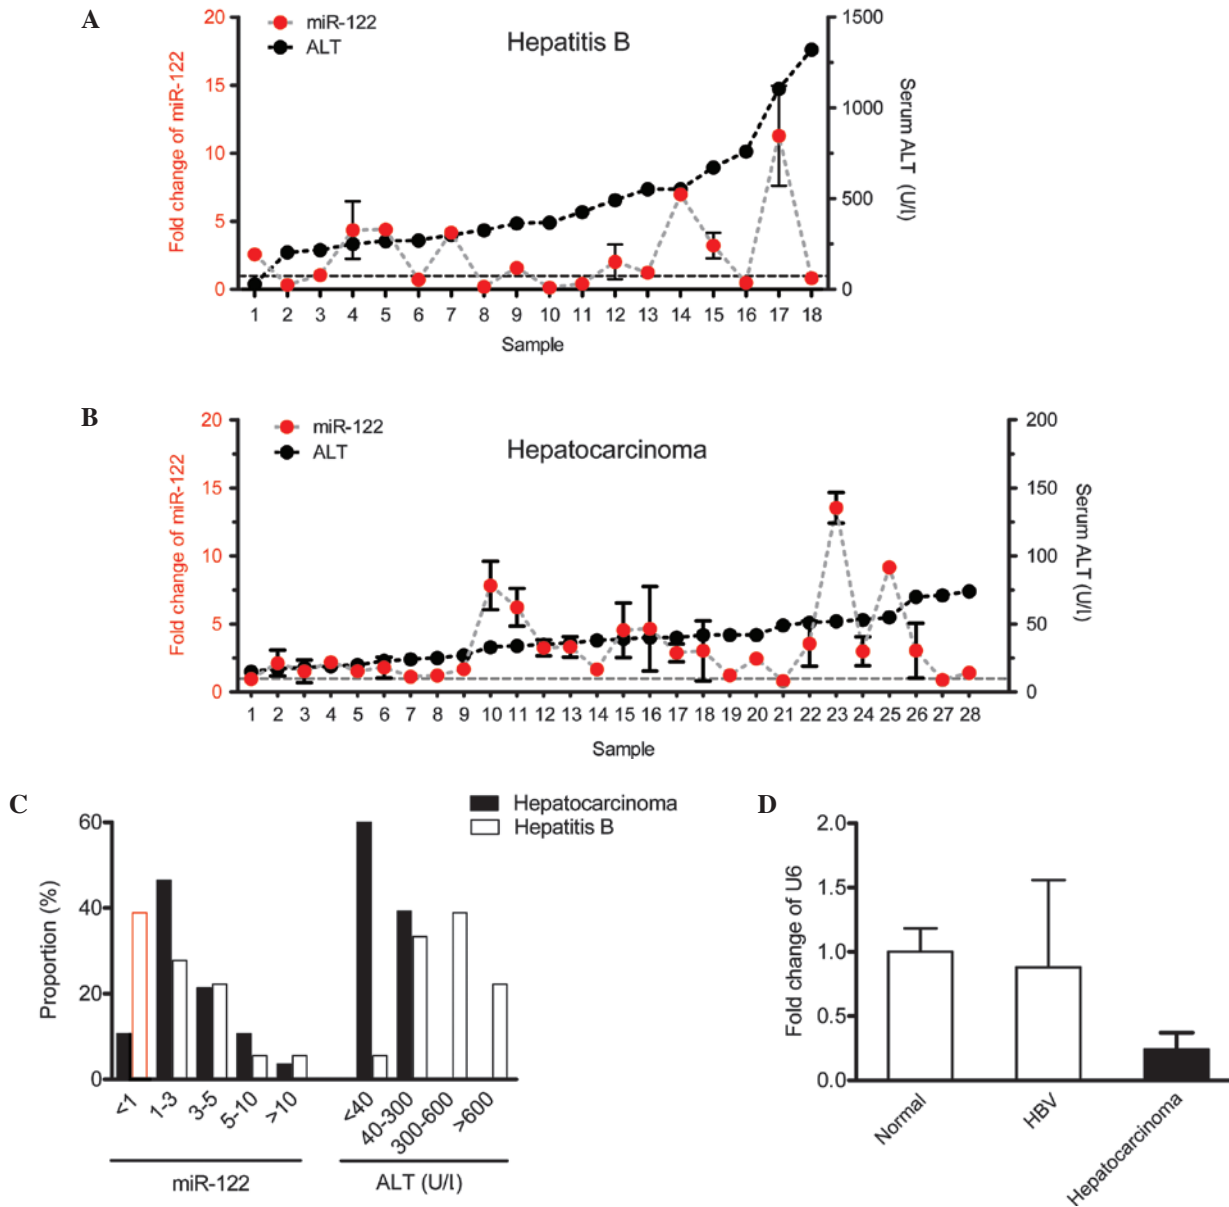 A
miR-122
ALT
Hepatitis B
Fold change of miR-122
20
15
10
5
0
1500
1000
500
0
Serum ALT (U/l)
1 2 3 4 5 6 7 8 9 10 11 12 13 14 15 16 17 18
Sample
B
miR-122
ALT
Hepatocarcinoma
Fold change of miR-122
20
15
10
5
0
200
150
100
50
0
Serum ALT (U/l)
1 2 3 4 5 6 7 8 9 10 11 12 13 14 15 16 17 18 19 20 21 22 23 24 25 26 27 28
Sample
C
Hepatocarcinoma
Hepatitis B
Proportion (%)
60
40
20
0
<1 1-3 3-5 5-10 >10 <40 40-300 300-600 >600
miR-122 ALT (U/l)
D
Fold change of U6
2.0
1.5
1.0
0.5
0.0
Normal HBV Hepatocarcinoma